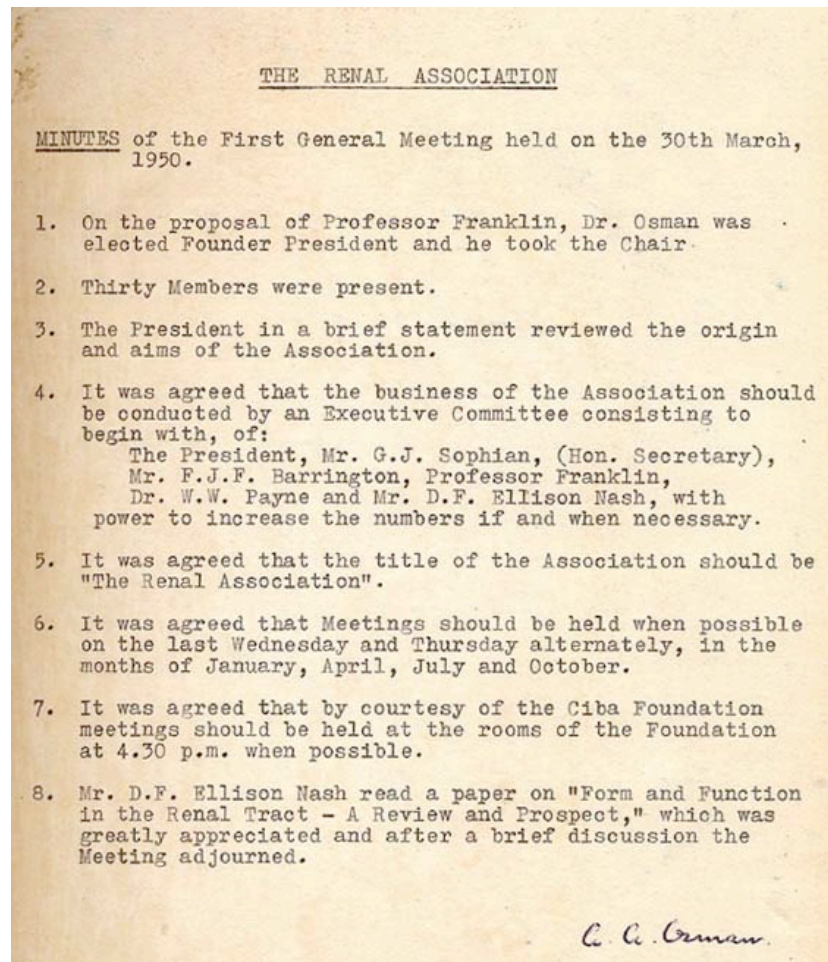 THE RENAL ASSOCIATION
MINUTES of the First General Meeting held on the 30th March,
1950.
1. On the proposal of Professor Franklin, Dr. Osman was
elected Founder President and he took the Chair.
2. Thirty Members were present.
3. The President in a brief statement reviewed the origin
and aims of the Association.
4. It was agreed that the business of the Association should
be conducted by an Executive Committee consisting to
begin with, of:
The President, Mr. G.J. Sophian, (Hon. Secretary),
Mr. F.J.F. Barrington, Professor Franklin,
Dr. W.W. Payne and Mr. D.F. Ellison Nash, with
power to increase the numbers if and when necessary.
5. It was agreed that the title of the Association should be
"The Renal Association".
6. It was agreed that Meetings should be held when possible
on the last Wednesday and Thursday alternately, in the
months of January, April, July and October.
7. It was agreed that by courtesy of the Ciba Foundation
meetings should be held at the rooms of the Foundation
at 4.30 p.m. when possible.
8. Mr. D.F. Ellison Nash read a paper on "Form and Function
in the Renal Tract - A Review and Prospect," which was
greatly appreciated and after a brief discussion the
Meeting adjourned.
A. A. Osman.